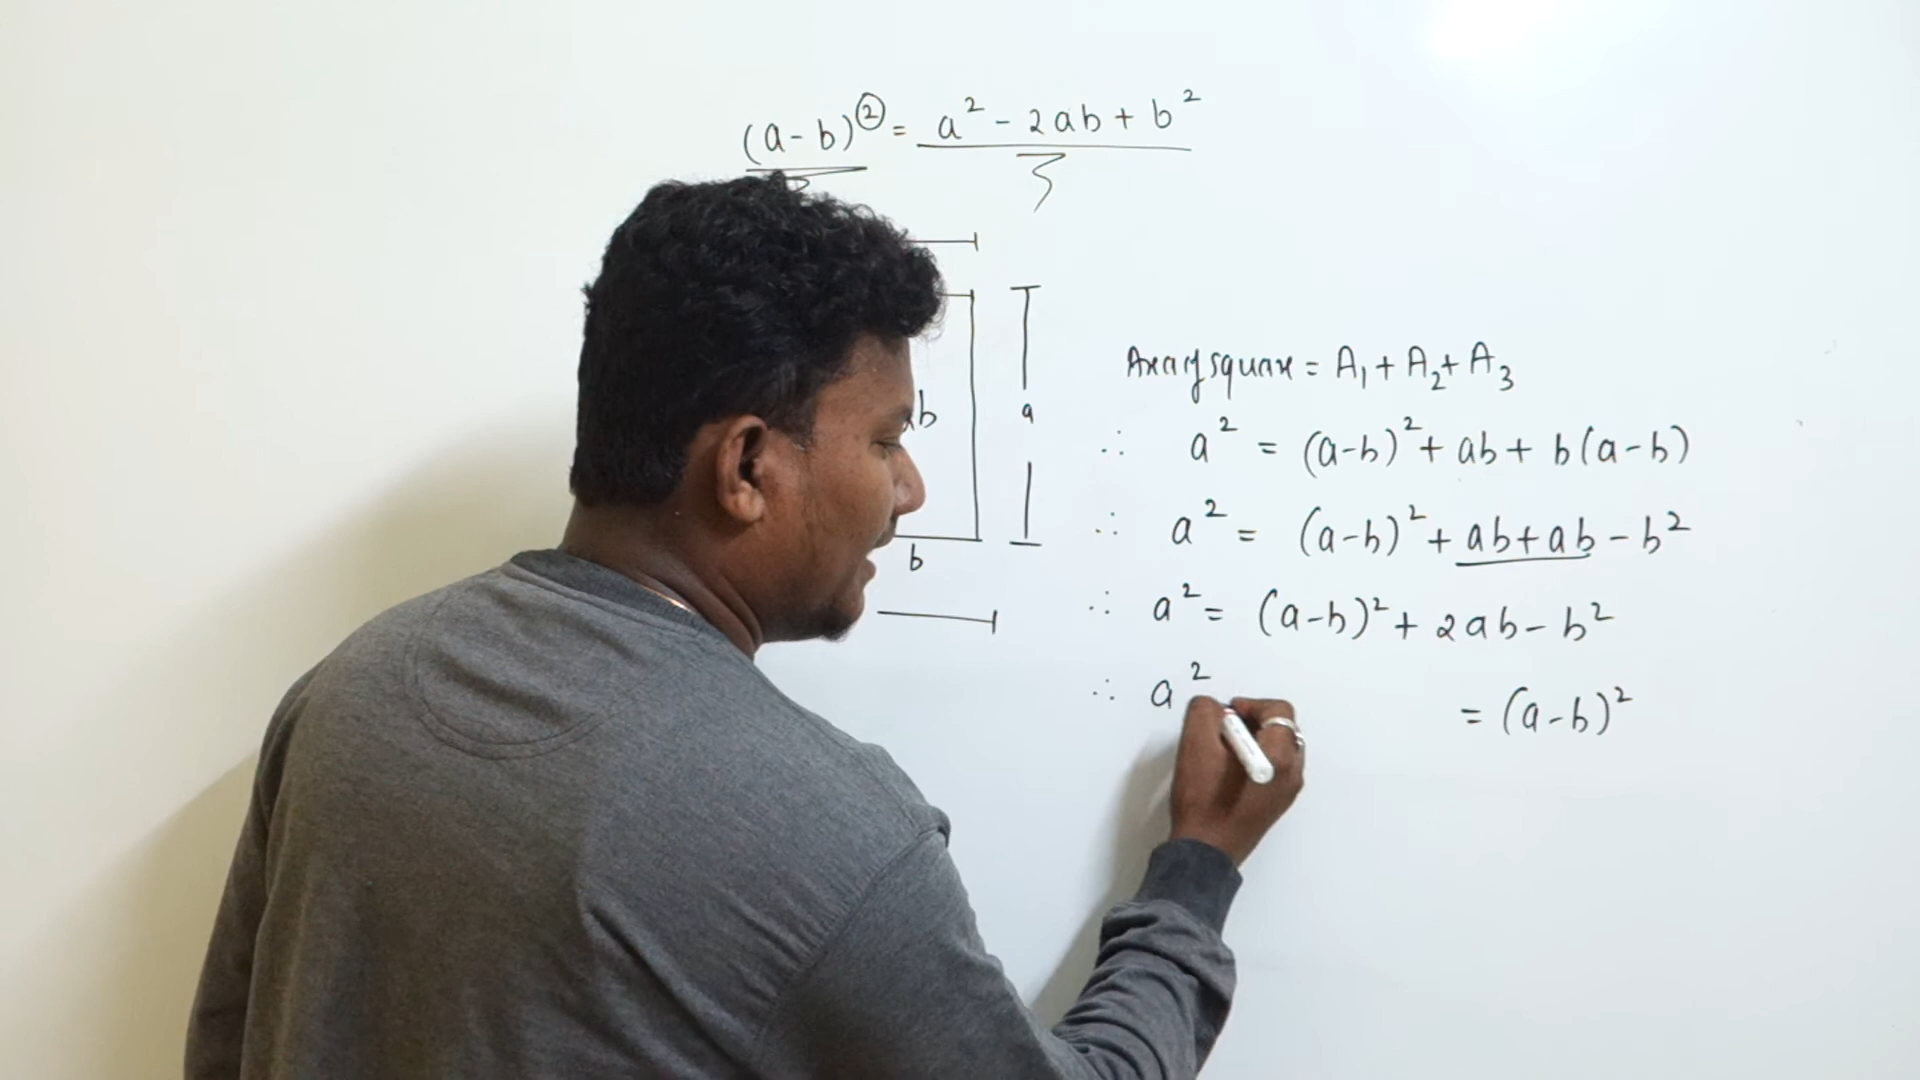 (a-b)² = a² - 2ab + b²
ab
a
b
Area of square = A₁ + A₂ + A₃
∴ a² = (a-b)² + ab + b(a-b)
∴ a² = (a-b)² + ab + ab - b²
∴ a² = (a-b)² + 2ab - b²
∴ a² = (a-b)²